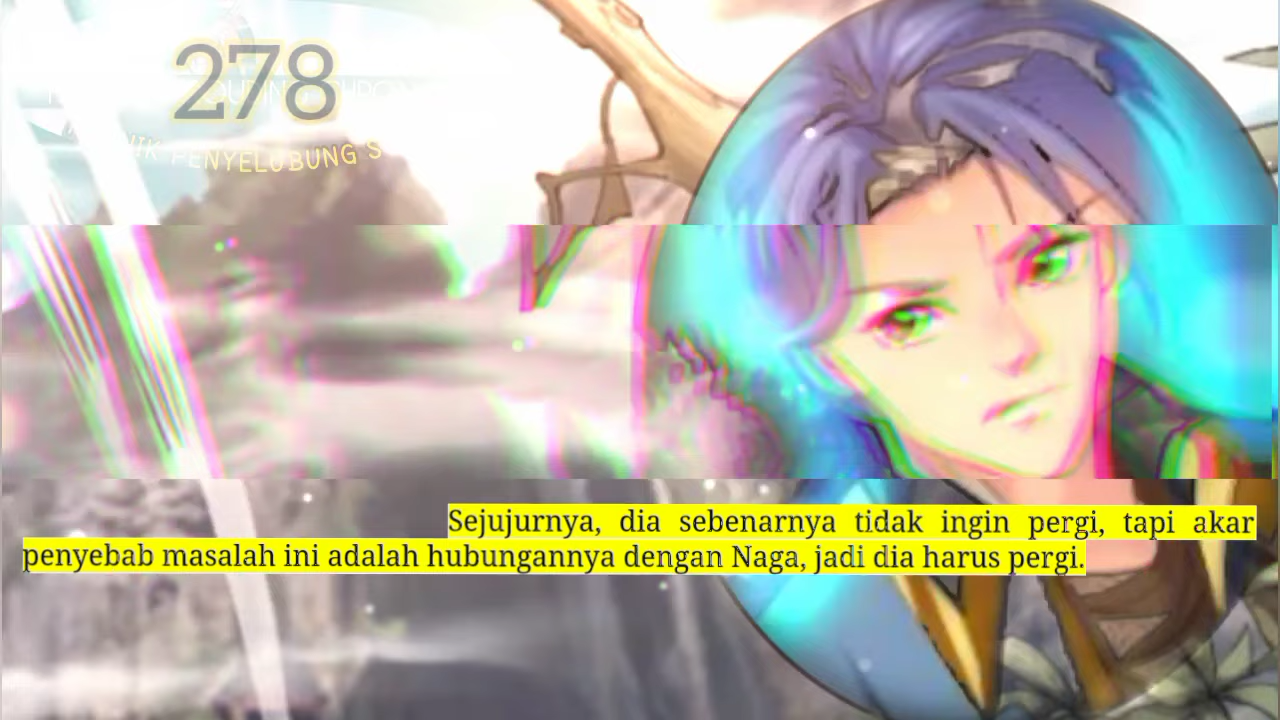 278
PENYELUBUNG S
Sejujurnya, dia sebenarnya tidak ingin pergi, tapi akar
penyebab masalah ini adalah hubungannya dengan Naga, jadi dia harus pergi.